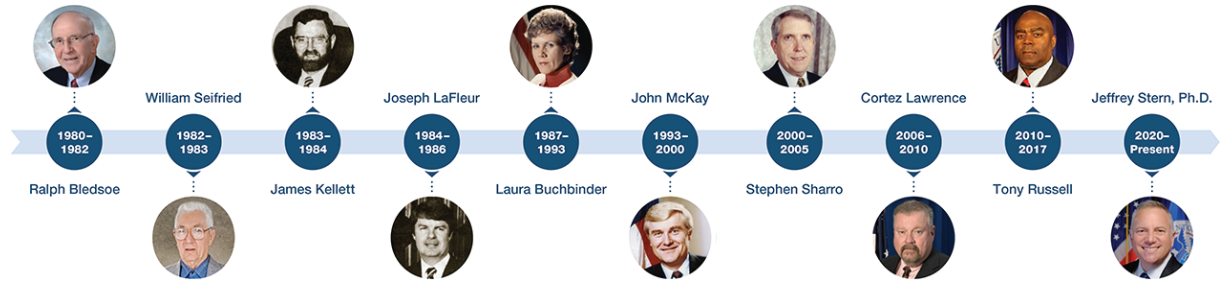 William Seifried
Joseph LaFleur
John McKay
Cortez Lawrence
Jeffrey Stern, Ph.D.
1980–
1982
1982–
1983
1983–
1984
1984–
1986
1987–
1993
1993–
2000
2000–
2005
2006–
2010
2010–
2017
2020–
Present
Ralph Bledsoe
James Kellett
Laura Buchbinder
Stephen Sharro
Tony Russell